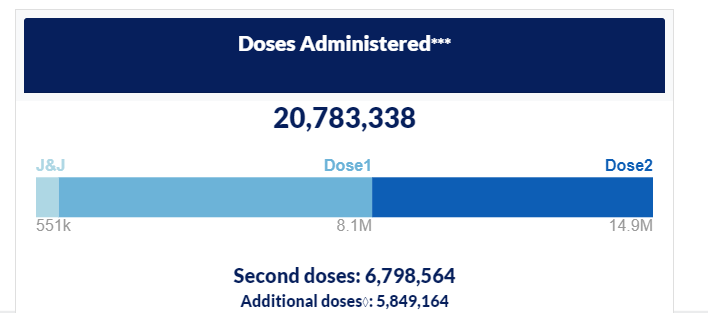 Doses Administered***
20,783,338
J&J Dose1 Dose2
551k 8.1M 14.9M
Second doses: 6,798,564
Additional doses◊: 5,849,164